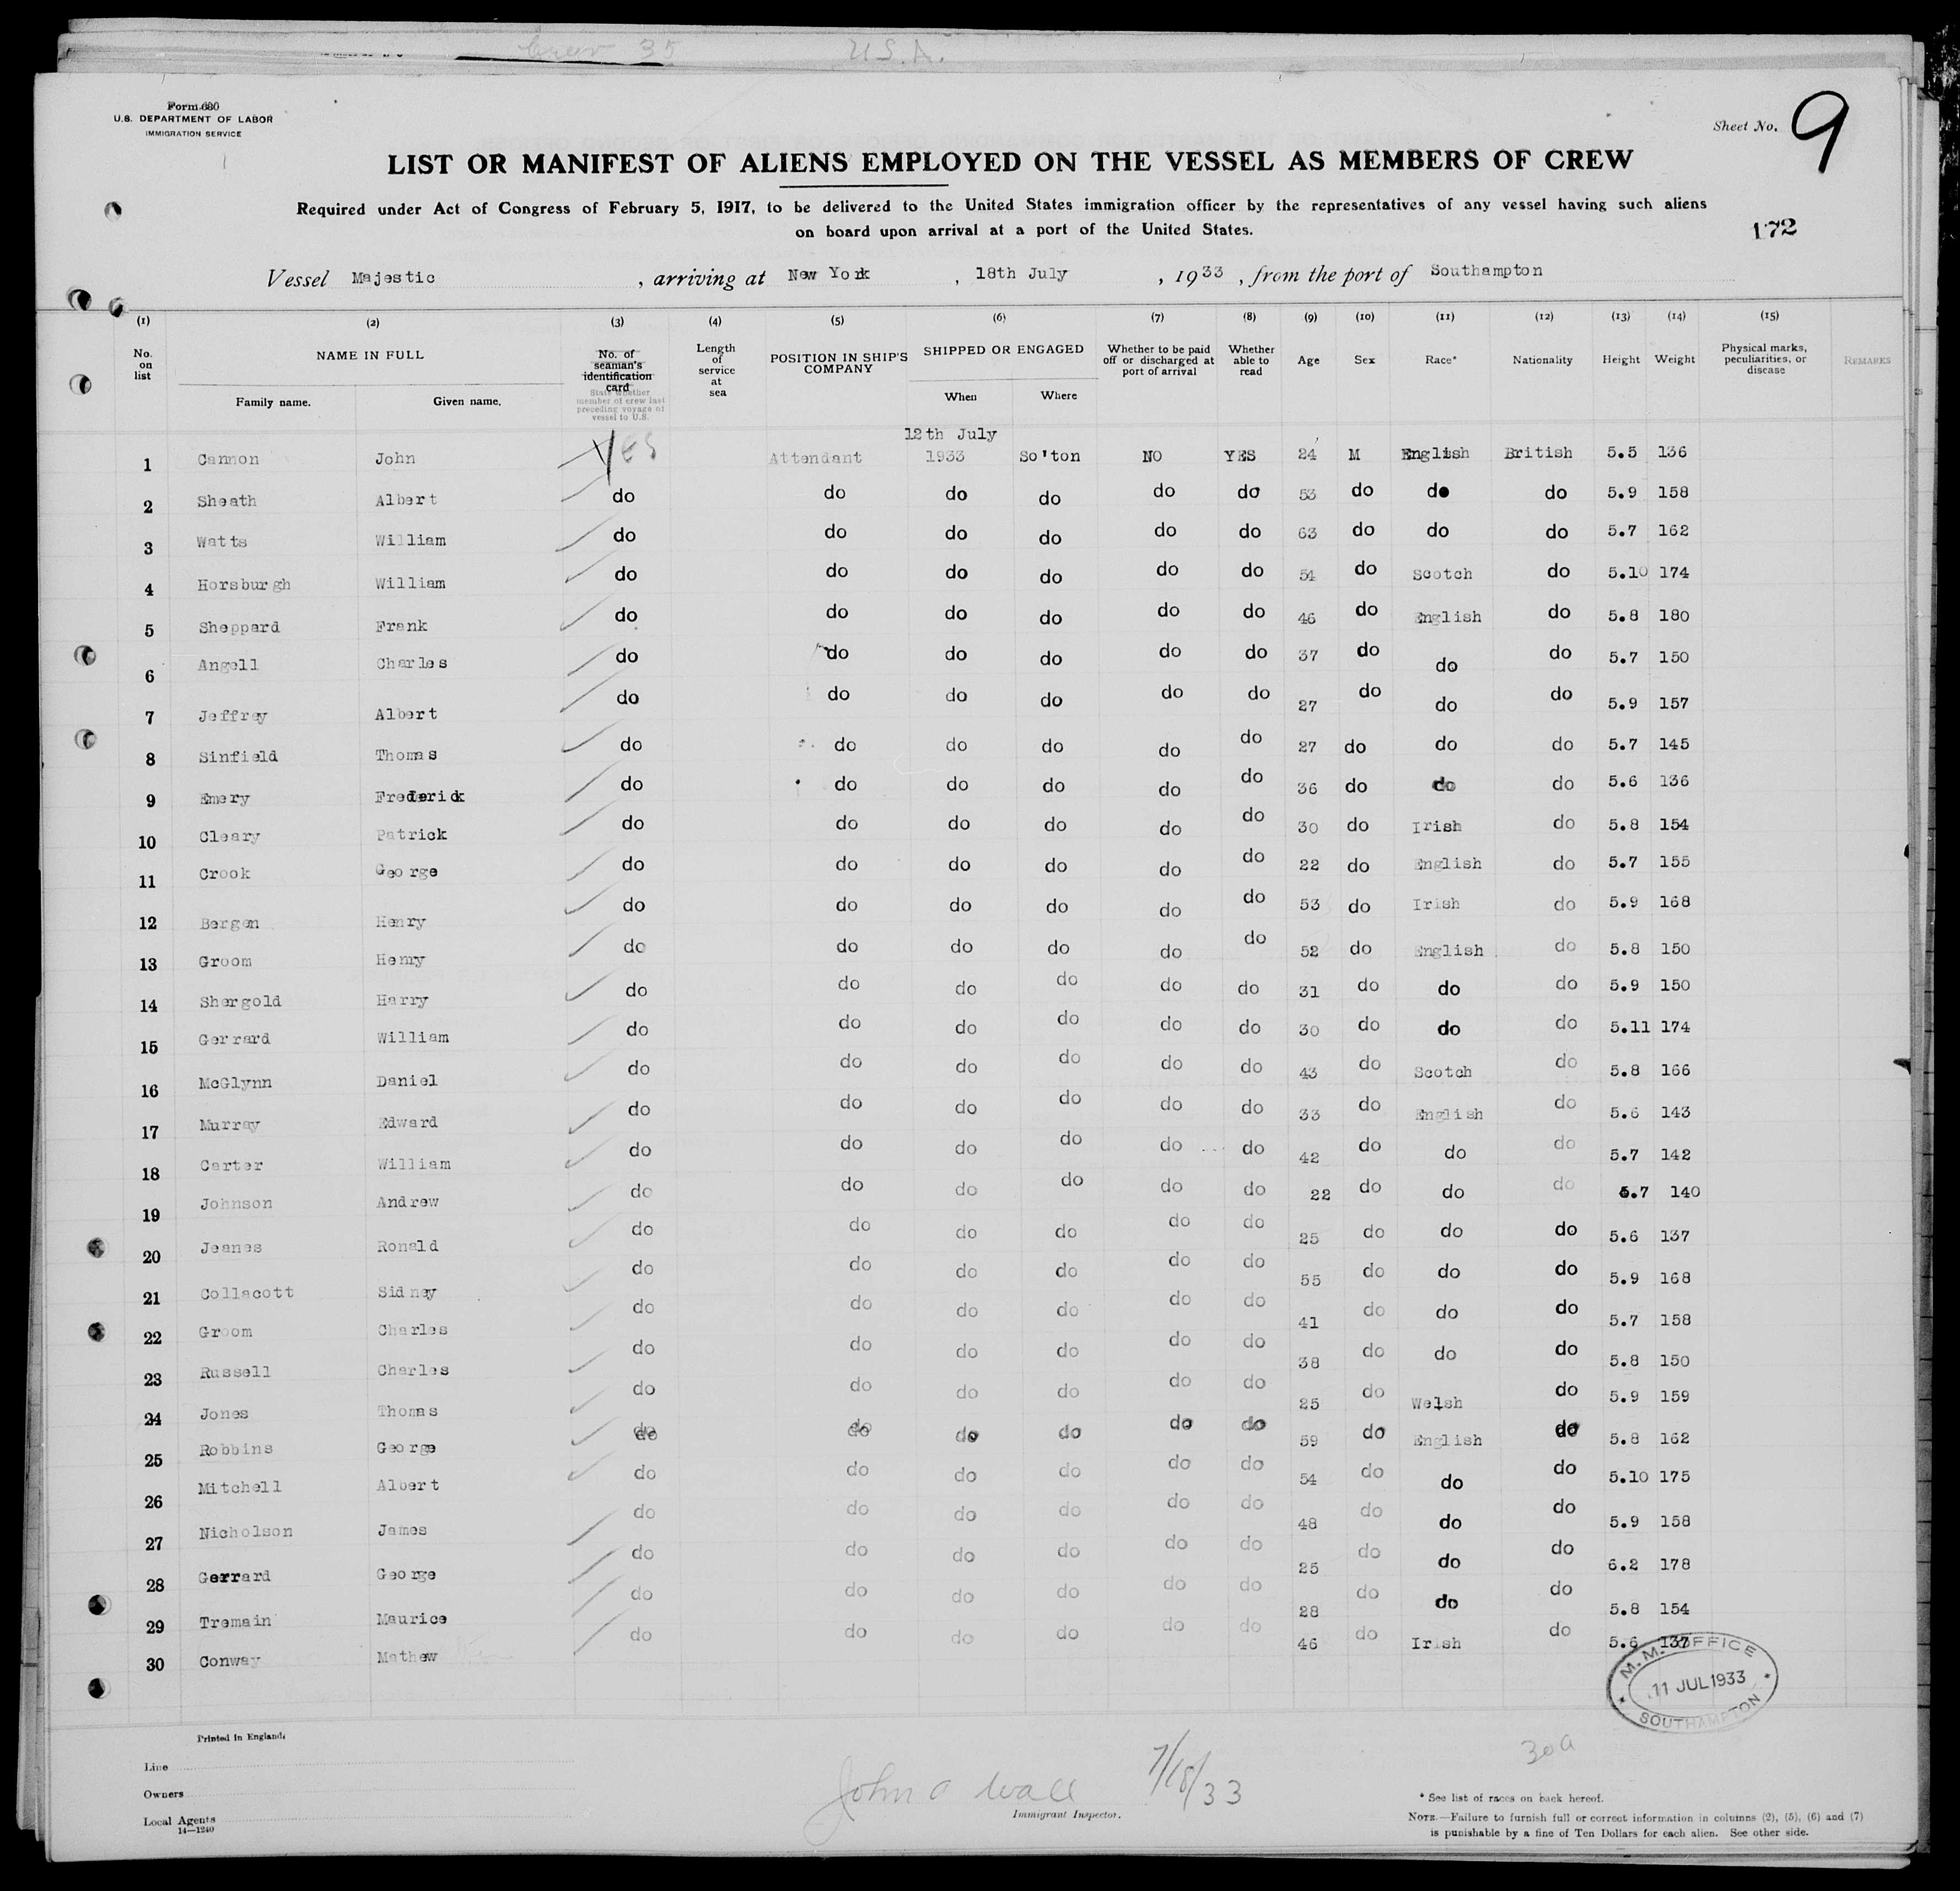 U.S.A.
Form 680
U.S. DEPARTMENT OF LABOR
IMMIGRATION SERVICE
Sheet No. 9
LIST OR MANIFEST OF ALIENS EMPLOYED ON THE VESSEL AS MEMBERS OF CREW
Required under Act of Congress of February 5, 1917, to be delivered to the United States immigration officer by the representatives of any vessel having such aliens
on board upon arrival at a port of the United States.
172
Vessel Majestic , arriving at New York , 18th July , 1933 , from the port of Southampton
(1) (2) (3) (4) (5) (6) (7) (8) (9) (10) (11) (12) (13) (14) (15)
No. on list NAME IN FULL Family name. Given name. No. of seaman's identification card State whether member of crew last preceding voyage of vessel to U.S. Length of service at sea POSITION IN SHIP'S COMPANY SHIPPED OR ENGAGED When Where Whether to be paid off or discharged at port of arrival Whether able to read Age Sex Race* Nationality Height Weight Physical marks, peculiarities, or disease REMARKS
12th July
1 Cannon John YES Attendant 1933 So'ton NO YES 24 M English British 5.5 136
2 Sheath Albert do do do do do do 53 do do do 5.9 158
3 Watts William do do do do do do 63 do do do 5.7 162
4 Horsburgh William do do do do do do 54 do Scotch do 5.10 174
5 Sheppard Frank do do do do do do 46 do English do 5.8 180
6 Angell Charles do do do do do do 37 do do do 5.7 150
7 Jeffrey Albert do do do do do do 27 do do do 5.9 157
8 Sinfield Thomas do do do do do do 27 do do do 5.7 145
9 Emery Frederick do do do do do do 36 do do do 5.6 136
10 Cleary Patrick do do do do do do 30 do Irish do 5.8 154
11 Crook George do do do do do do 22 do English do 5.7 155
12 Bergen Henry do do do do do do 53 do Irish do 5.9 168
13 Groom Henry do do do do do do 52 do English do 5.8 150
14 Shergold Harry do do do do do do 31 do do do 5.9 150
15 Gerrard William do do do do do do 30 do do do 5.11 174
16 McGlynn Daniel do do do do do do 43 do Scotch do 5.8 166
17 Murray Edward do do do do do do 33 do English do 5.6 143
18 Carter William do do do do do do 42 do do do 5.7 142
19 Johnson Andrew do do do do do do 22 do do do 5.7 140
20 Jeanes Ronald do do do do do do 25 do do do 5.6 137
21 Collacott Sidney do do do do do do 55 do do do 5.9 168
22 Groom Charles do do do do do do 41 do do do 5.7 158
23 Russell Charles do do do do do do 38 do do do 5.8 150
24 Jones Thomas do do do do do do 25 do Welsh do 5.9 159
25 Robbins George do do do do do do 59 do English do 5.8 162
26 Mitchell Albert do do do do do do 54 do do do 5.10 175
27 Nicholson James do do do do do do 48 do do do 5.9 158
28 Gerrard George do do do do do do 25 do do do 6.2 178
29 Tremain Maurice do do do do do do 28 do do do 5.8 154
30 Conway Mathew do do do do do do 46 do Irish do 5.6 137
M.M. OFFICE
11 JUL 1933
SOUTHAMPTON
Printed in England.
Line
Owners
Local Agents
14—1240
John O Wall 7/18/33
Immigrant Inspector.
30a
* See list of races on back hereof.
NOTE.—Failure to furnish full or correct information in columns (2), (5), (6) and (7)
is punishable by a fine of Ten Dollars for each alien. See other side.